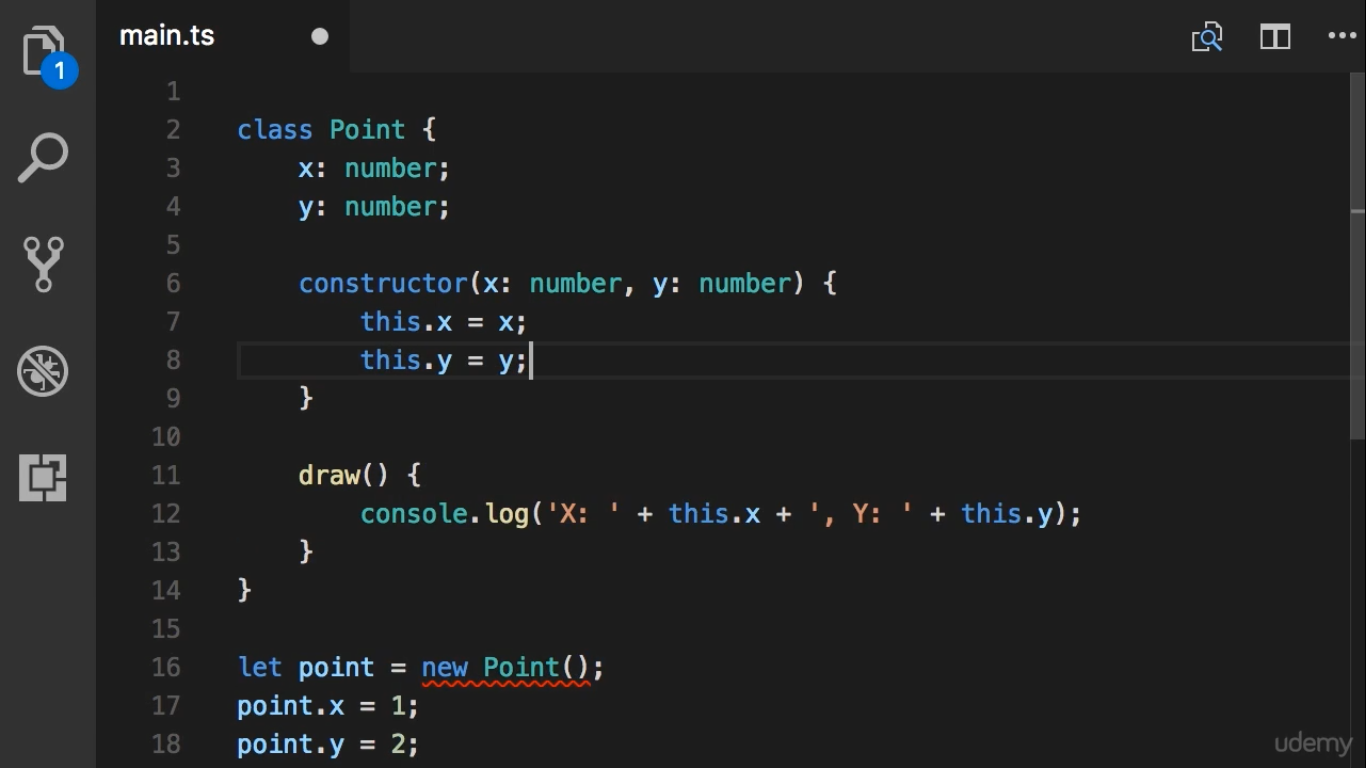 main.ts
1
1
2 class Point {
3 x: number;
4 y: number;
5
6 constructor(x: number, y: number) {
7 this.x = x;
8 this.y = y;
9 }
10
11 draw() {
12 console.log('X: ' + this.x + ', Y: ' + this.y);
13 }
14 }
15
16 let point = new Point();
17 point.x = 1;
18 point.y = 2;
udemy